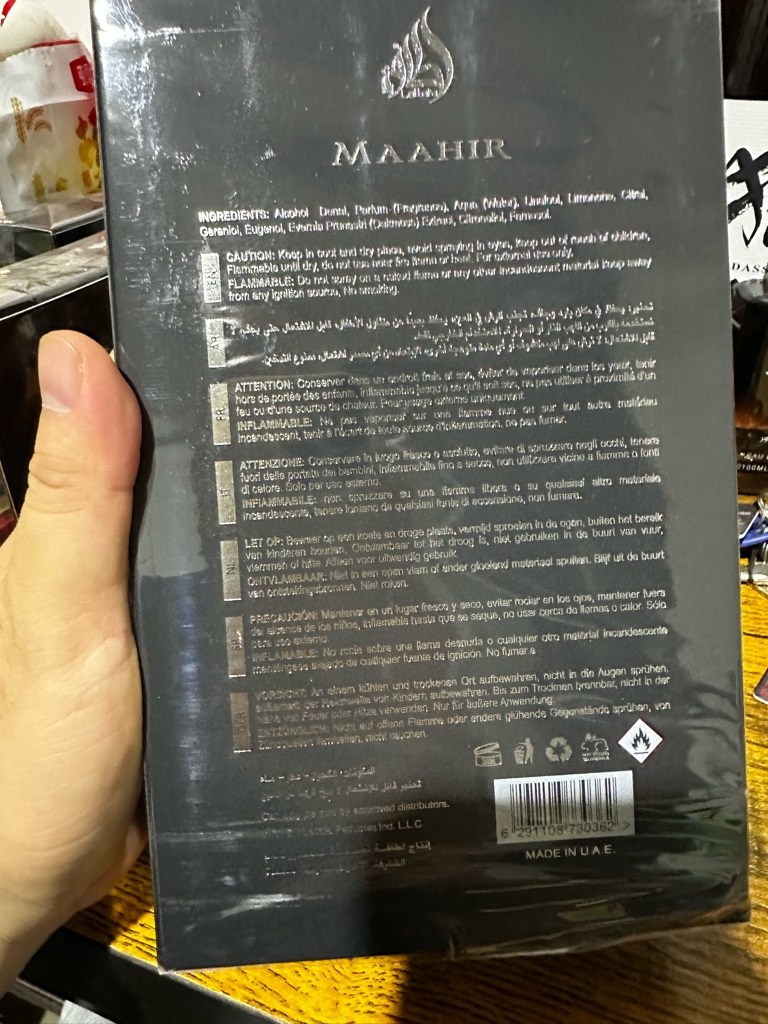 Lattafa
MAAHIR
INGREDIENTS: Alcohol Denat, Parfum (Fragrance), Aqua (Water), Linalool, Limonene, Citral,
Geraniol, Eugenol, Evernia Prunastri (Oakmoss) Extract, Citronellol, Farnesol.
EN
CAUTION: Keep in cool and dry place, avoid spraying in eyes, keep out of reach of children,
Flammable until dry, do not use near fire flame or heat. For external use only.
FLAMMABLE: Do not spray on a naked flame or any other incandescent material keep away
from any ignition source, No smoking.
AR
FR
ATTENTION: Conserver dans un endroit frais et sec, éviter de vaporiser dans les yeux, tenir
hors de portée des enfants, inflammable jusqu'a ce qu'il soit sec, ne pas utiliser à proximité d'un
feu ou d'une source de chaleur. Pour usage externe uniquement.
INFLAMMABLE: Ne pas vaporiser sur une flamme nue ou sur tout autre matériau
incandescent, tenir à l'écart de toute source d'inflammation, ne pas fumer.
IT
ATTENZIONE: Conservare in luogo fresco e asciutto, evitare di spruzzare negli occhi, tenere
fuori dalla portata dei bambini, infiammabile fino a secco, non utilizzare vicino a fiamme o fonti
di calore. Solo per uso esterno.
INFIAMMABILE: non spruzzare su una fiamma libera o su qualsiasi altro materiale
incandescente, tenere lontano da qualsiasi fonte di accensione, non fumare.
NL
LET OP: Bewaar op een koele en droge plaats, vermijd sproeien in de ogen, buiten het bereik
van kinderen houden, Ontvlambaar tot het droog is, niet gebruiken in de buurt van vuur,
vlammen of hitte. Alleen voor uitwendig gebruik.
ONTVLAMBAAR: Niet in een open vlam of ander gloeiend materiaal spuiten. Blijf uit de buurt
van ontstekingsbronnen. Niet roken.
PRECAUCIÓN: Mantener en un lugar fresco y seco, evitar rociar en los ojos, mantener fuera
del alcance de los niños, inflamable hasta que se seque, no usar cerca de llamas o calor. Sólo
para uso externo.
INFLAMABLE: No rocíe sobre una llama desnuda o cualquier otro material incandescente
manténgase alejado de cualquier fuente de ignición. No fumar
VORSICHT: An einem kühlen und trockenen Ort aufbewahren, nicht in die Augen sprühen,
außerhalb der Reichweite von Kindern aufbewahren. Bis zum Trocknen brennbar, nicht in der
Nähe von Feuer oder Hitze verwenden. Nur für äußere Anwendung.
ENTZÜNDLICH: Nicht auf offene Flamme oder andere glühende Gegenstände sprühen, von
fernhalten, nicht rauchen.
by approved distributors.
Perfumes Ind. L.L.C
6 291108 730362 >
MADE IN U A E.
DASS
100ML